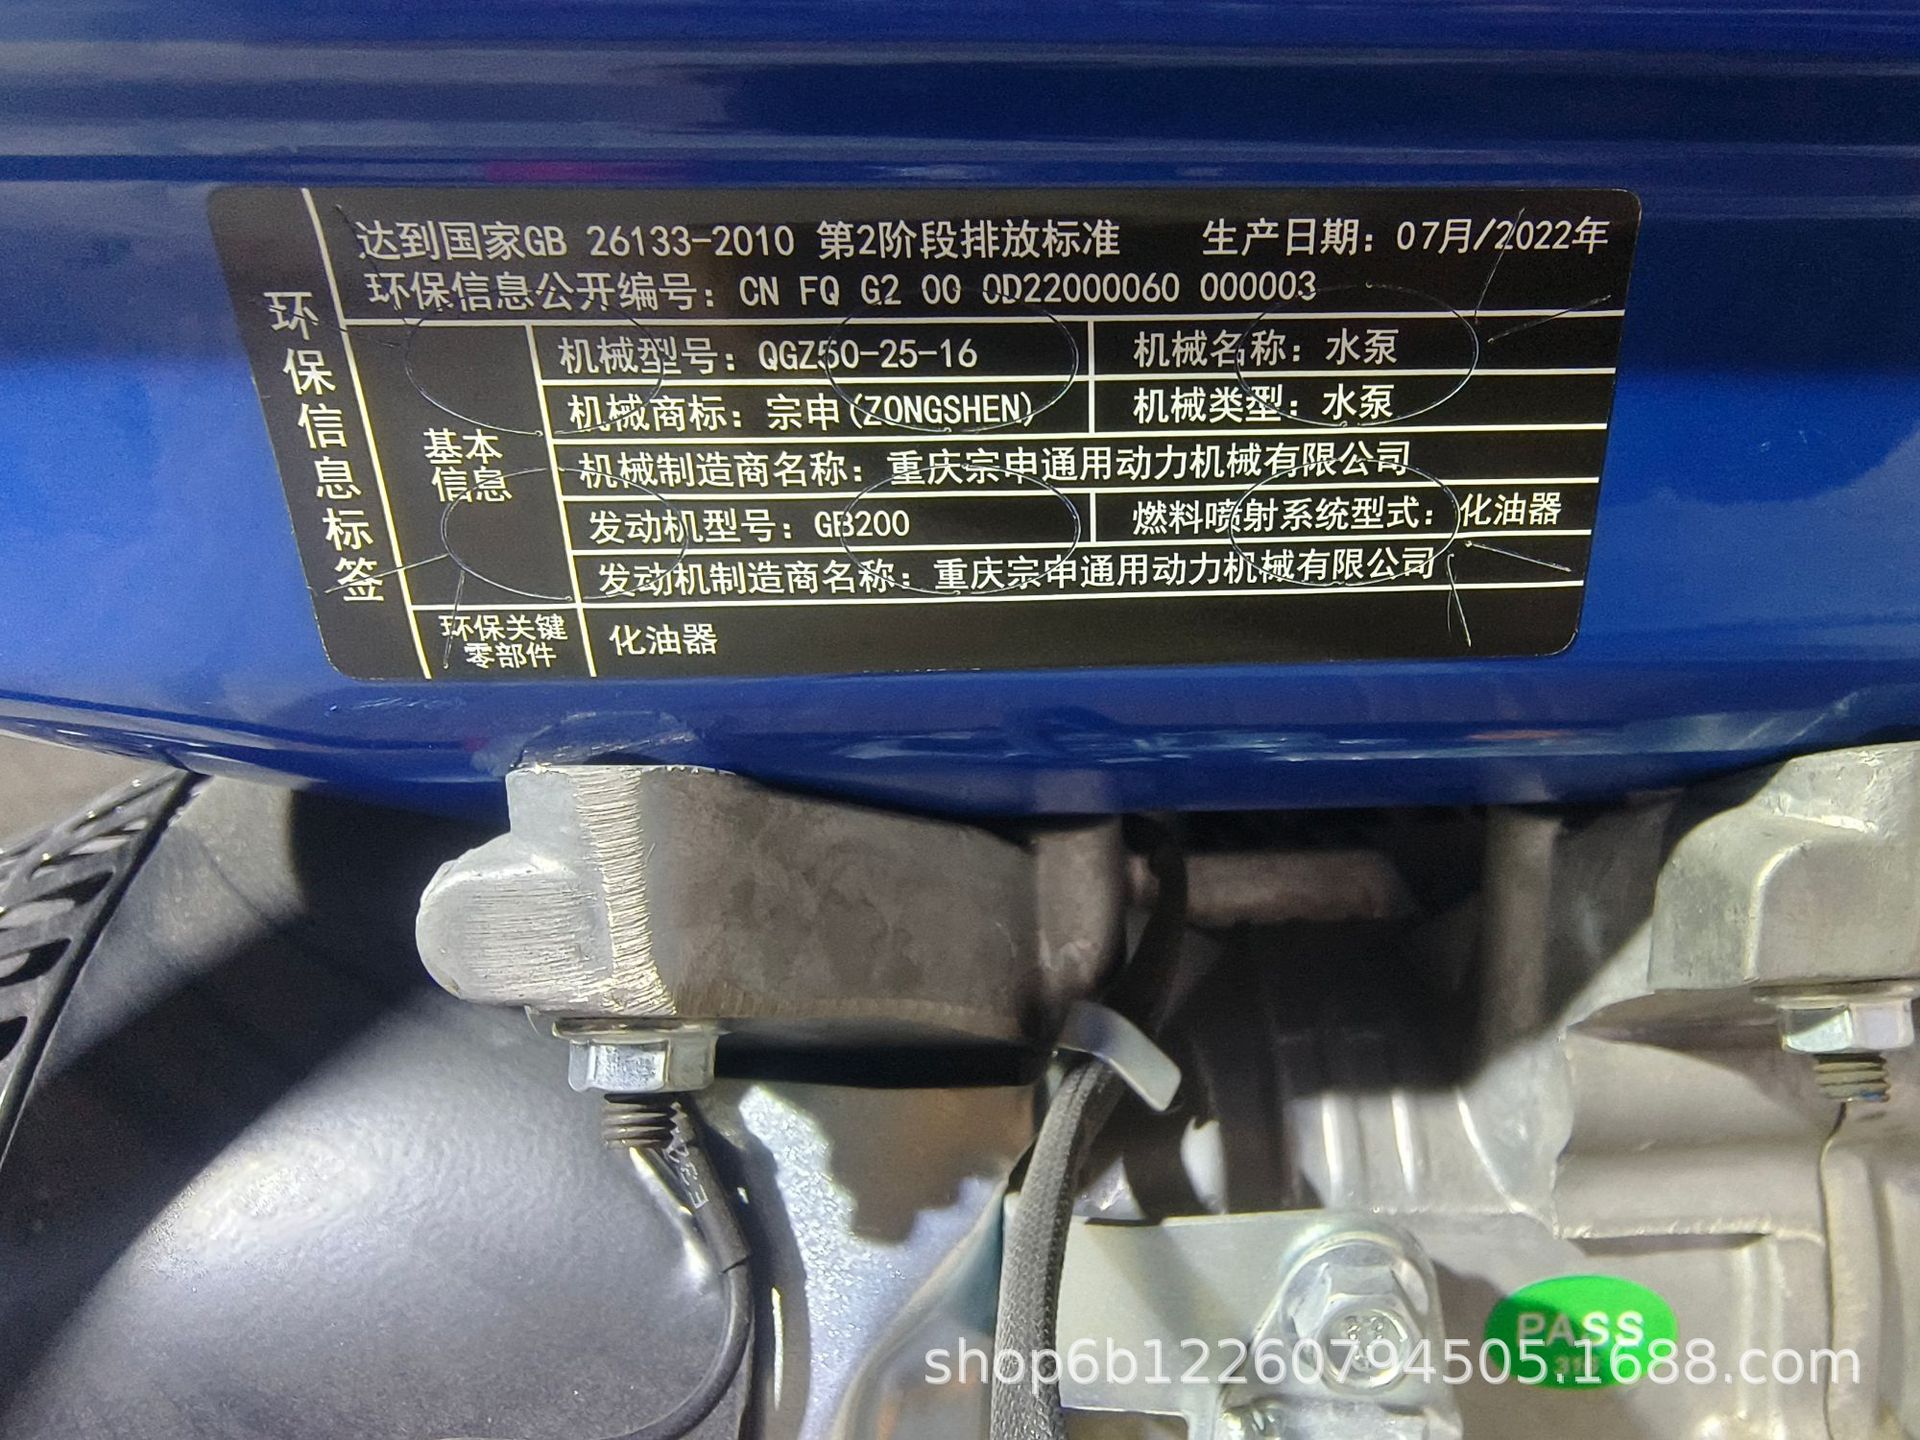 环保信息标签
达到国家GB 26133-2010 第2阶段排放标准 生产日期：07月/2022年
环保信息公开编号：CN FQ G2 00 0D22000060 000003
基本信息
机械型号：QGZ50-25-16 机械名称：水泵
机械商标：宗申(ZONGSHEN) 机械类型：水泵
机械制造商名称：重庆宗申通用动力机械有限公司
发动机型号：GB200 燃料喷射系统型式：化油器
发动机制造商名称：重庆宗申通用动力机械有限公司
环保关键零部件 化油器
PASS
shop6b12260794505.1688.com